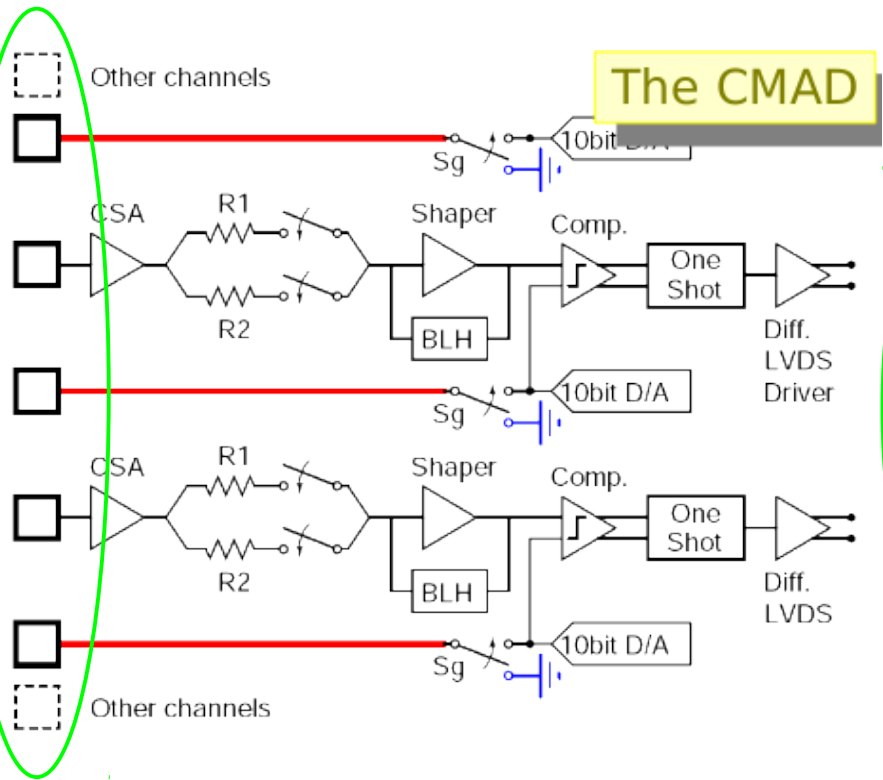 Other channels
The CMAD
10bit D/A
Sg
CSA
R1
Shaper
Comp.
One
Shot
R2
BLH
Diff.
LVDS
Driver
10bit D/A
Sg
CSA
R1
Shaper
Comp.
One
Shot
R2
BLH
Diff.
LVDS
10bit D/A
Sg
Other channels